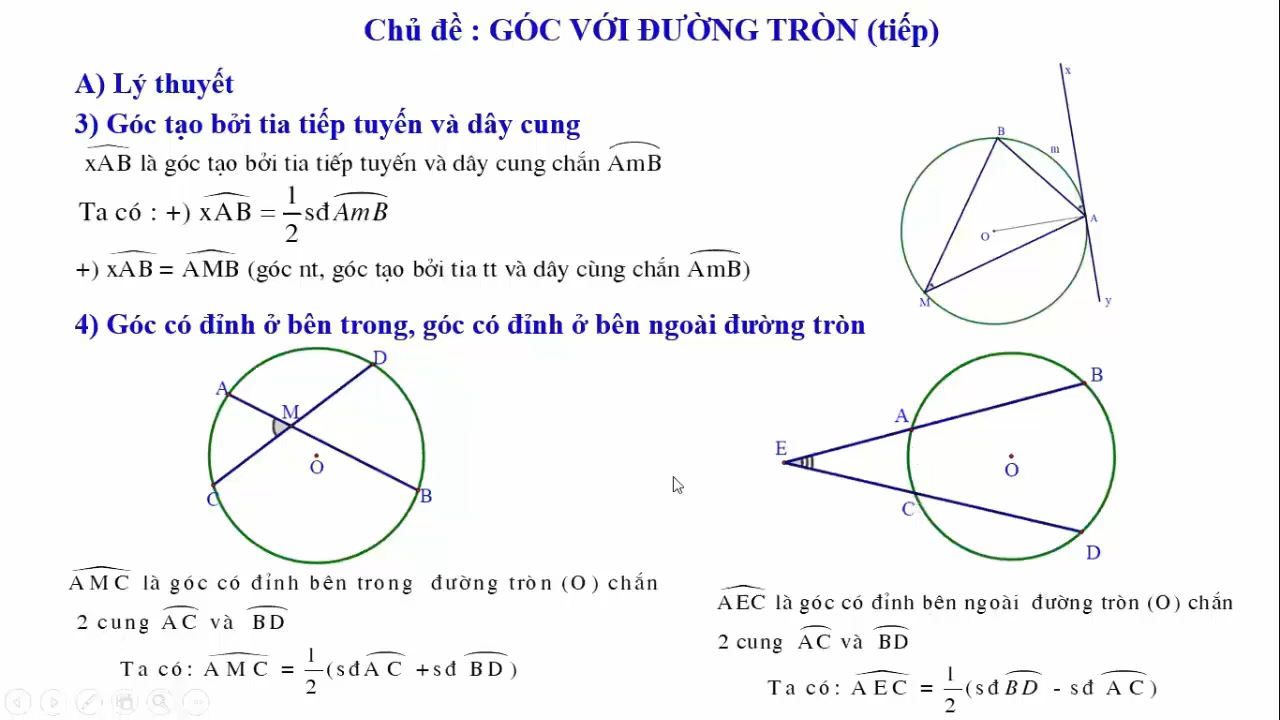 Chủ đề : GÓC VỚI ĐƯỜNG TRÒN (tiếp)
A) Lý thuyết
3) Góc tạo bởi tia tiếp tuyến và dây cung
xAB là góc tạo bởi tia tiếp tuyến và dây cung chắn AmB
Ta có : +) xAB = 1/2 sđ AmB
+) xAB = AMB (góc nt, góc tạo bởi tia tt và dây cùng chắn AmB)
x
B
m
A
O
M
y
4) Góc có đỉnh ở bên trong, góc có đỉnh ở bên ngoài đường tròn
D
A
M
O
C
B
B
A
E
O
C
D
AMC là góc có đỉnh bên trong đường tròn (O) chắn
2 cung AC và BD
Ta có: AMC = 1/2 (sđ AC + sđ BD)
AEC là góc có đỉnh bên ngoài đường tròn (O) chắn
2 cung AC và BD
Ta có: AEC = 1/2 (sđ BD - sđ AC)